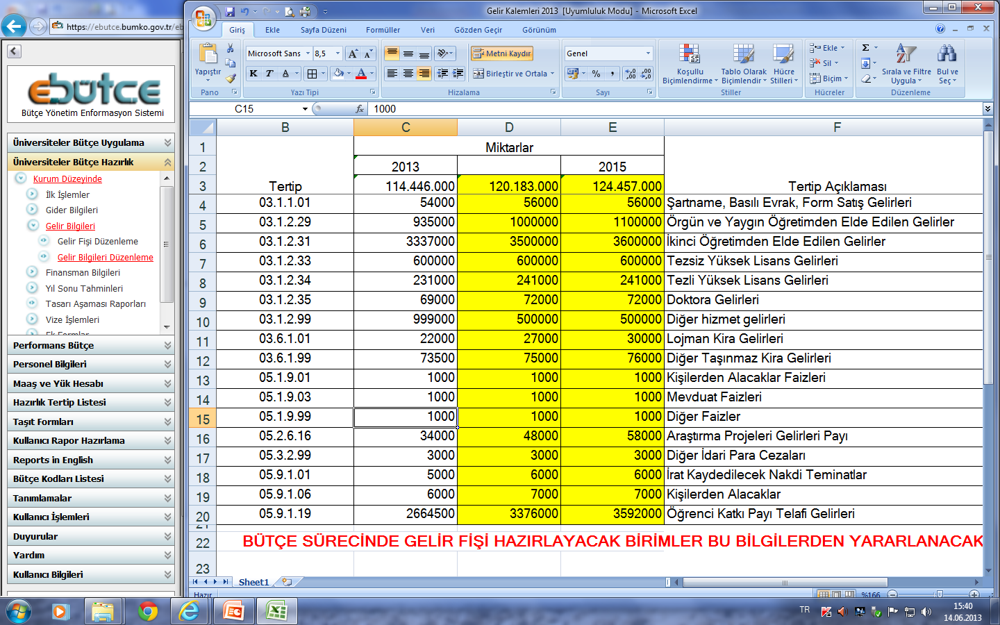 Gelir Kalemleri 2013 [Uyumluluk Modu] - Microsoft Excel
https://ebutce.bumko.gov.tr/eb
Giriş Ekle Sayfa Düzeni Formüller Veri Gözden Geçir Görünüm
Yapıştır
Pano
Microsoft Sans 8,5
K T A
Yazı Tipi
Metni Kaydır
Birleştir ve Ortala
Hizalama
Genel
% ,
Sayı
Koşullu Biçimlendirme
Tablo Olarak Biçimlendir
Hücre Stilleri
Stiller
Ekle
Sil
Biçim
Hücreler
Sırala ve Filtre Uygula
Bul ve Seç
Düzenleme
C15 fx 1000
ebütce
Bütçe Yönetim Enformasyon Sistemi
Üniversiteler Bütçe Uygulama
Üniversiteler Bütçe Hazırlık
Kurum Düzeyinde
İlk İşlemler
Gider Bilgileri
Gelir Bilgileri
Gelir Fişi Düzenleme
Gelir Bilgileri Düzenleme
Finansman Bilgileri
Yıl Sonu Tahminleri
Tasarı Aşaması Raporları
Vize İşlemleri
Ek Formlar
Performans Bütçe
Personel Bilgileri
Maaş ve Yük Hesabı
Hazırlık Tertip Listesi
Taşıt Formları
Kullanıcı Rapor Hazırlama
Reports in English
Bütçe Kodları Listesi
Tanımlamalar
Kullanıcı İşlemleri
Duyurular
Yardım
Kullanıcı Bilgileri
B C D E F
1 Miktarlar
2 2013 2015
3 Tertip 114.446.000 120.183.000 124.457.000 Tertip Açıklaması
4 03.1.1.01 54000 56000 56000 Şartname, Basılı Evrak, Form Satış Gelirleri
5 03.1.2.29 935000 1000000 1100000 Örgün ve Yaygın Öğretimden Elde Edilen Gelirler
6 03.1.2.31 3337000 3500000 3600000 İkinci Öğretimden Elde Edilen Gelirler
7 03.1.2.33 600000 600000 600000 Tezsiz Yüksek Lisans Gelirleri
8 03.1.2.34 231000 241000 241000 Tezli Yüksek Lisans Gelirleri
9 03.1.2.35 69000 72000 72000 Doktora Gelirleri
10 03.1.2.99 999000 500000 500000 Diğer hizmet gelirleri
11 03.6.1.01 22000 27000 30000 Lojman Kira Gelirleri
12 03.6.1.99 73500 75000 76000 Diğer Taşınmaz Kira Gelirleri
13 05.1.9.01 1000 1000 1000 Kişilerden Alacaklar Faizleri
14 05.1.9.03 1000 1000 1000 Mevduat Faizleri
15 05.1.9.99 1000 1000 1000 Diğer Faizler
16 05.2.6.16 34000 48000 58000 Araştırma Projeleri Gelirleri Payı
17 05.3.2.99 3000 3000 3000 Diğer İdari Para Cezaları
18 05.9.1.01 5000 6000 6000 İrat Kaydedilecek Nakdi Teminatlar
19 05.9.1.06 6000 7000 7000 Kişilerden Alacaklar
20 05.9.1.19 2664500 3376000 3592000 Öğrenci Katkı Payı Telafi Gelirleri
21
22 BÜTÇE SÜRECİNDE GELİR FİŞİ HAZIRLAYACAK BİRİMLER BU BİLGİLERDEN YARARLANACAK
23
Sheet1
Hazır %166
TR 15:40
14.06.2013